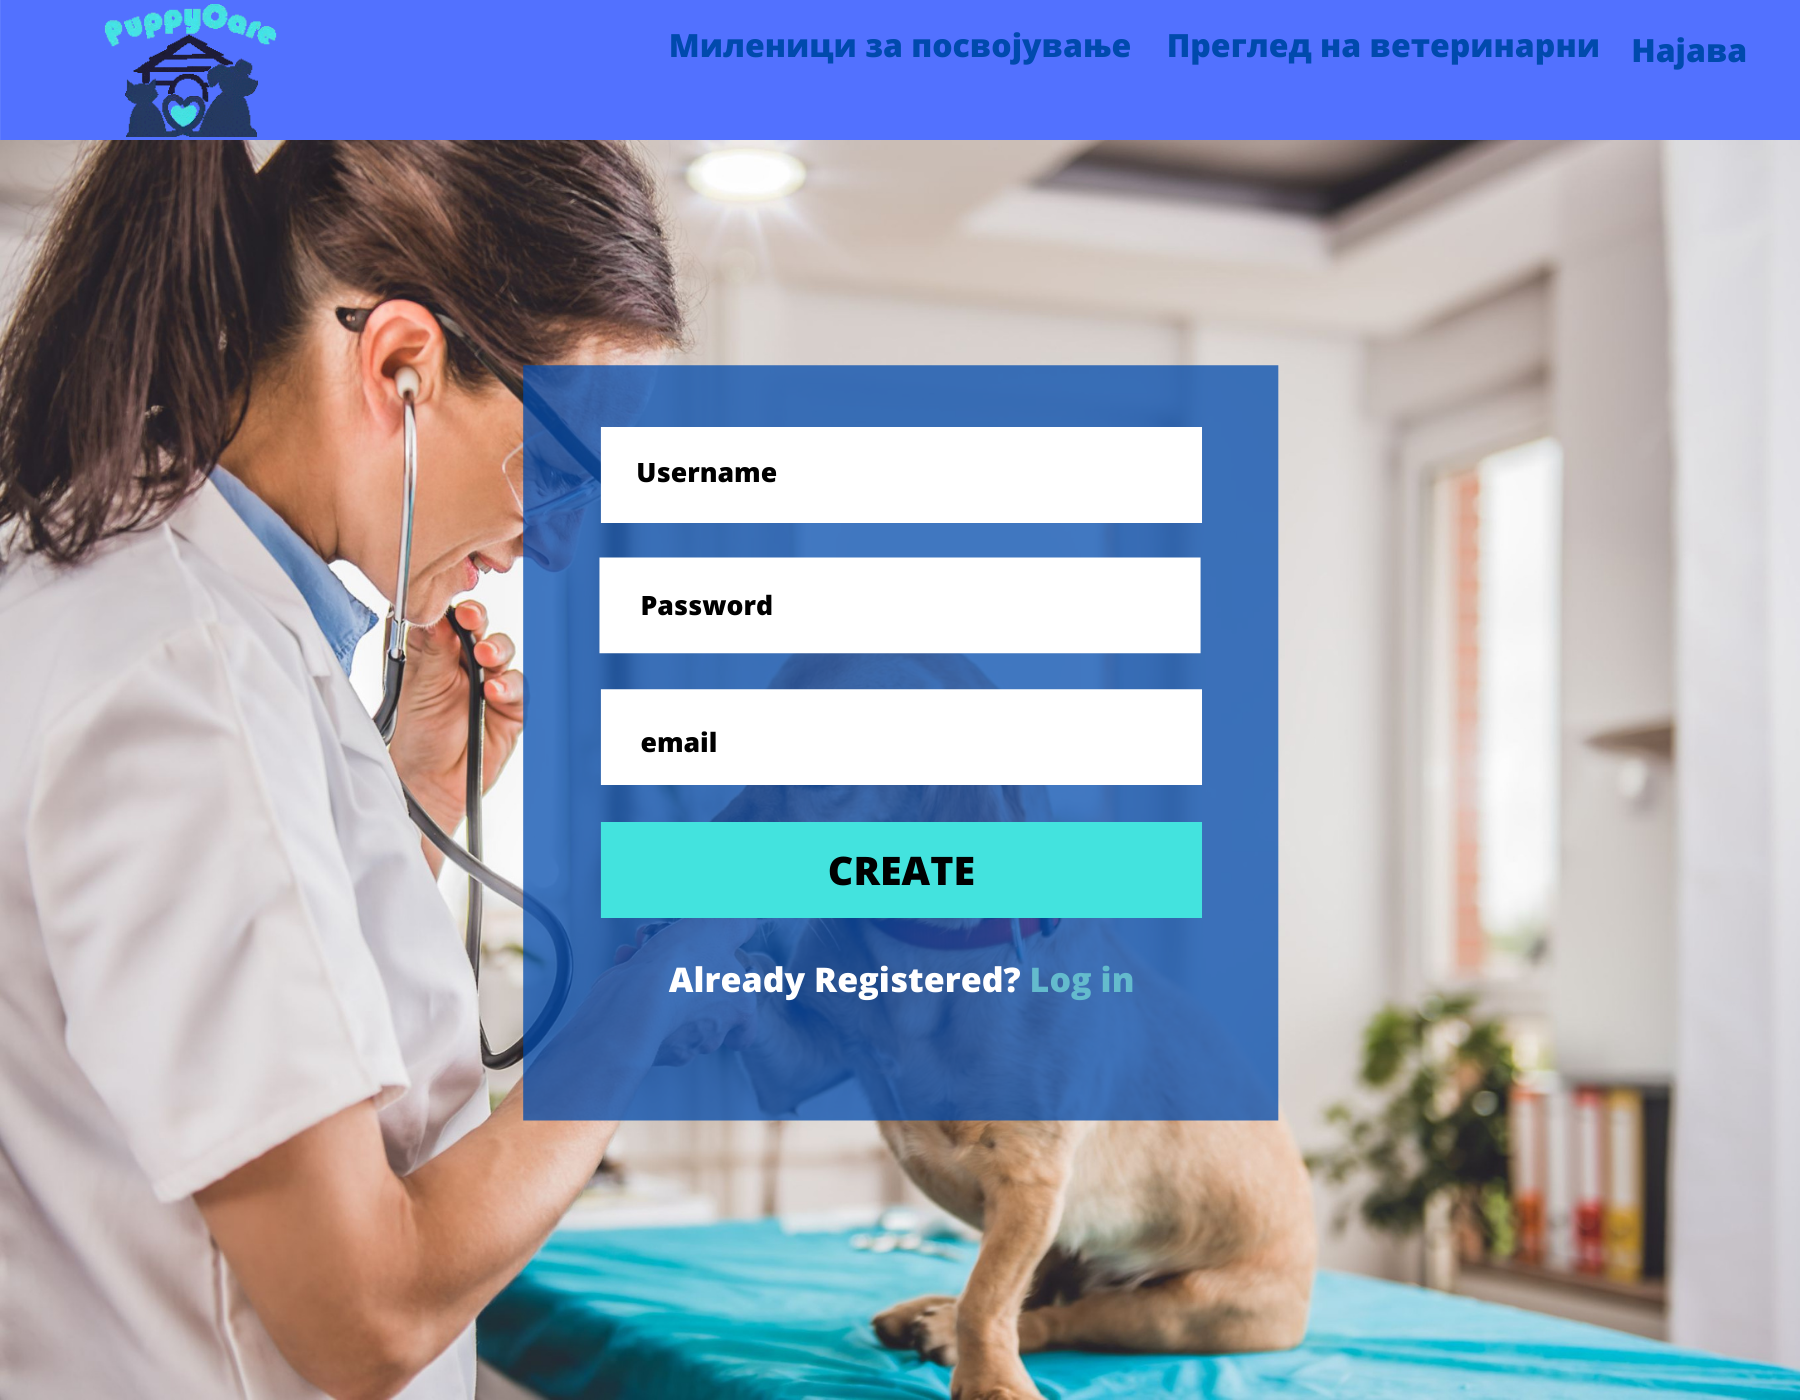 PuppyCare
Миленици за посвојување
Преглед на ветеринарни
Најава
Username
Password
email
CREATE
Already Registered? Log in